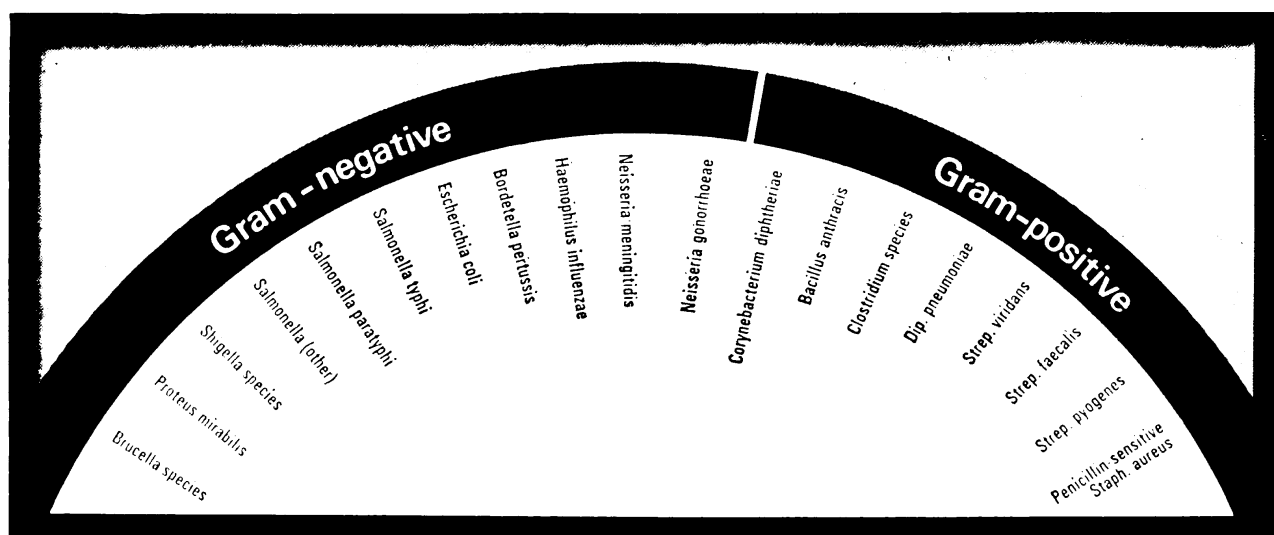 Gram-negative
Gram-positive
Brucella species
Proteus mirabilis
Shigella species
Salmonella (other)
Salmonella paratyphi
Salmonella typhi
Escherichia coli
Bordetella pertussis
Haemophilus influenzae
Neisseria meningitidis
Neisseria gonorrhoeae
Corynebacterium diphtheriae
Bacillus anthracis
Clostridium species
Dip. pneumoniae
Strep. viridans
Strep. faecalis
Strep. pyogenes
Penicillin-sensitive
Staph. aureus